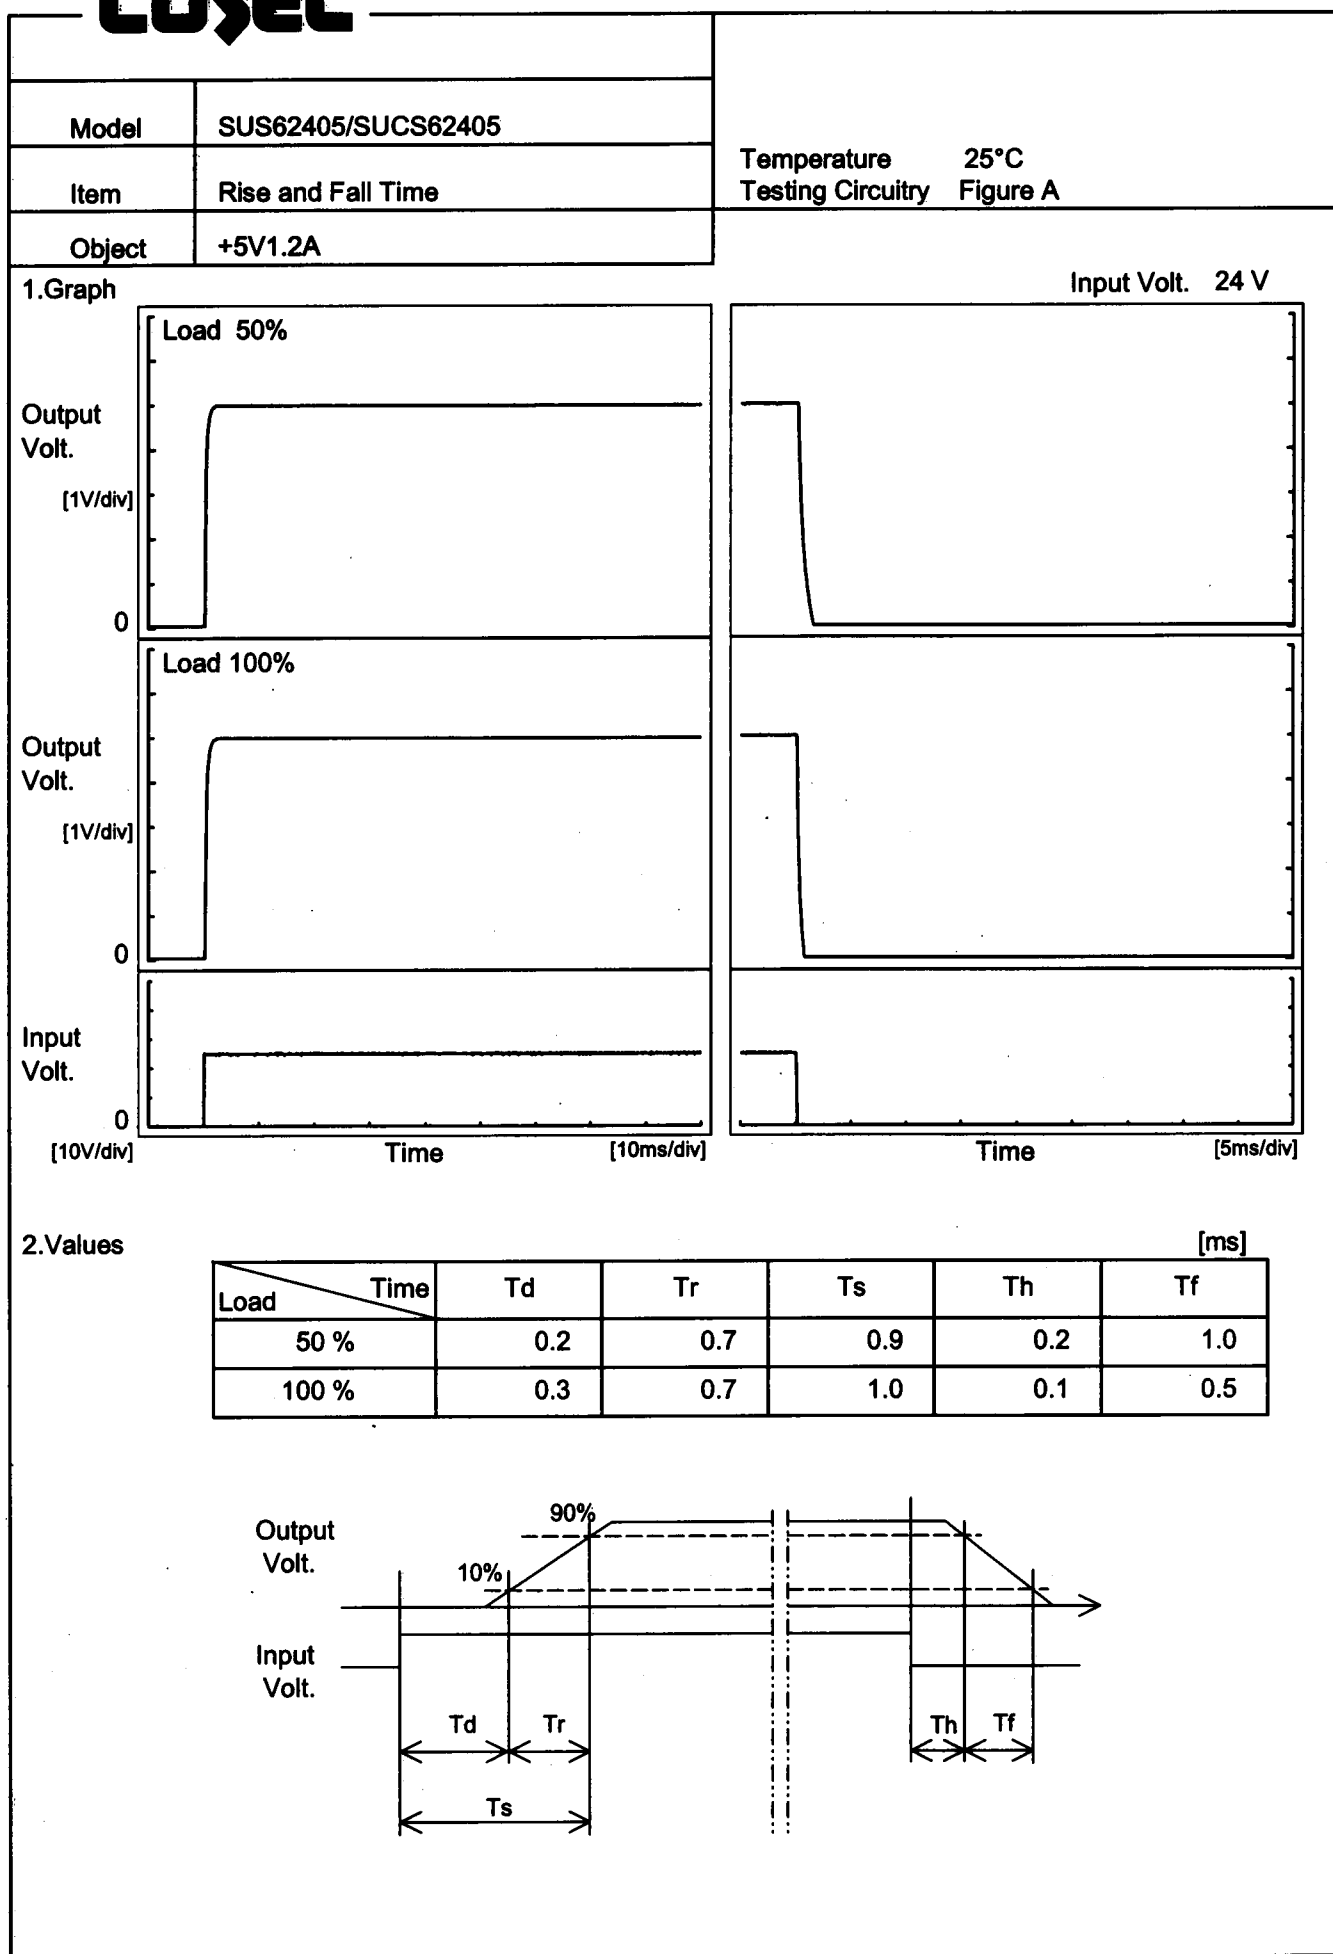 COSEL
Model SUS62405/SUCS62405
Item Rise and Fall Time
Object +5V1.2A
Temperature 25°C
Testing Circuitry Figure A
1.Graph
Input Volt. 24 V
Load 50%
Output
Volt.
[1V/div]
0
Load 100%
Output
Volt.
[1V/div]
0
Input
Volt.
0
[10V/div] Time [10ms/div] Time [5ms/div]
2.Values [ms]
Time Td Tr Ts Th Tf
Load
50 % 0.2 0.7 0.9 0.2 1.0
100 % 0.3 0.7 1.0 0.1 0.5
90%
Output
Volt.
10%
Input
Volt.
Td Tr Th Tf
Ts